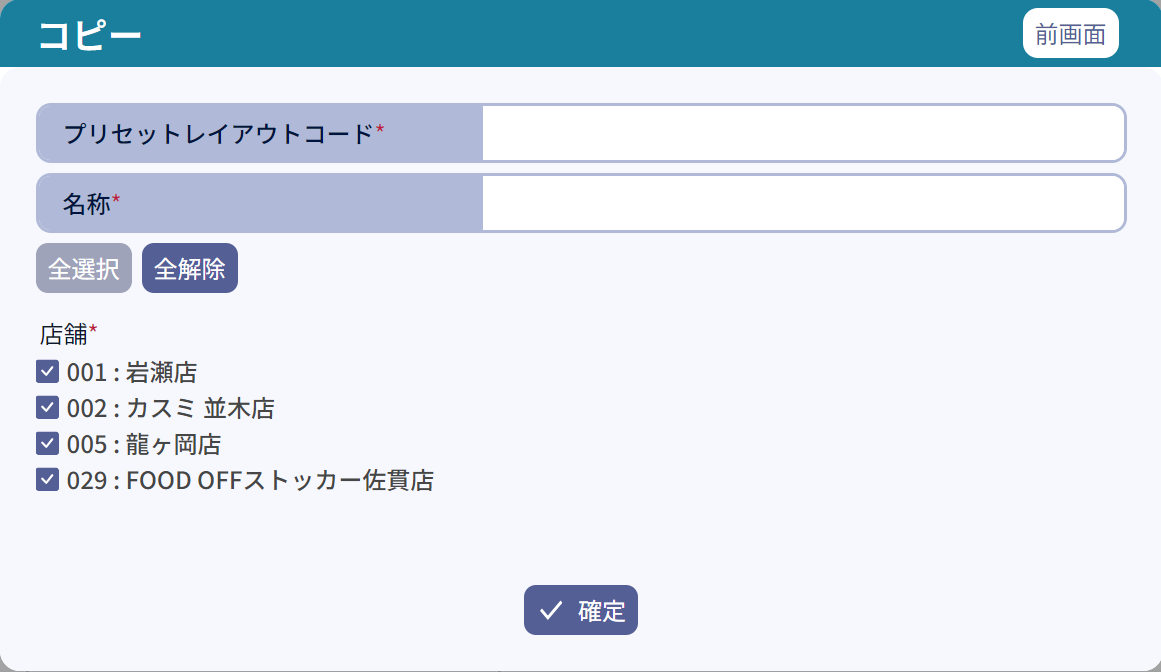 コピー
前画面
プリセットレイアウトコード*
名称*
全選択 全解除
店舗*
001 : 岩瀬店
002 : カスミ 並木店
005 : 龍ヶ岡店
029 : FOOD OFFストッカー佐貫店
確定